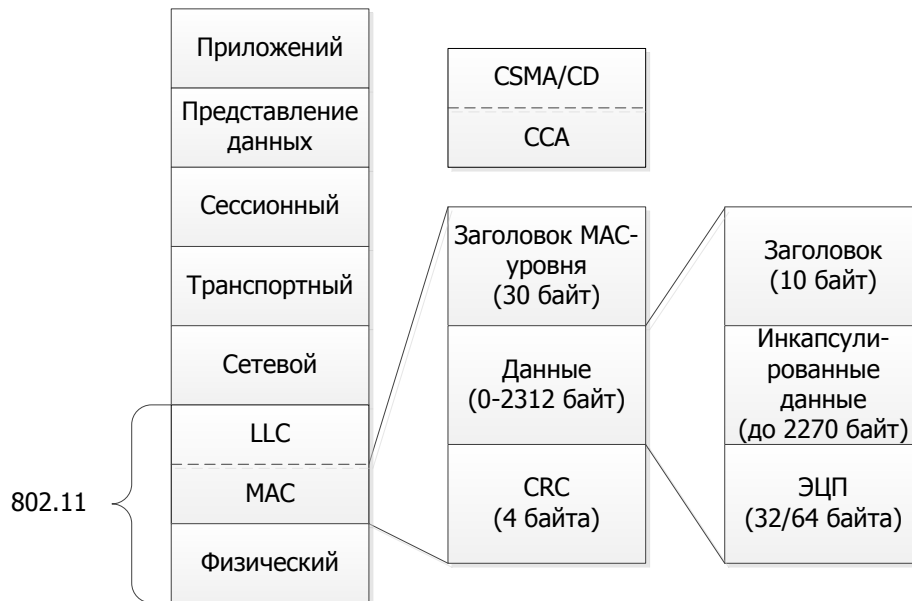 Приложений
Представление
данных
Сессионный
Транспортный
Сетевой
LLC
MAC
Физический
802.11
CSMA/CD
CCA
Заголовок MAC-
уровня
(30 байт)
Данные
(0-2312 байт)
CRC
(4 байта)
Заголовок
(10 байт)
Инкапсули-
рованные
данные
(до 2270 байт)
ЭЦП
(32/64 байта)